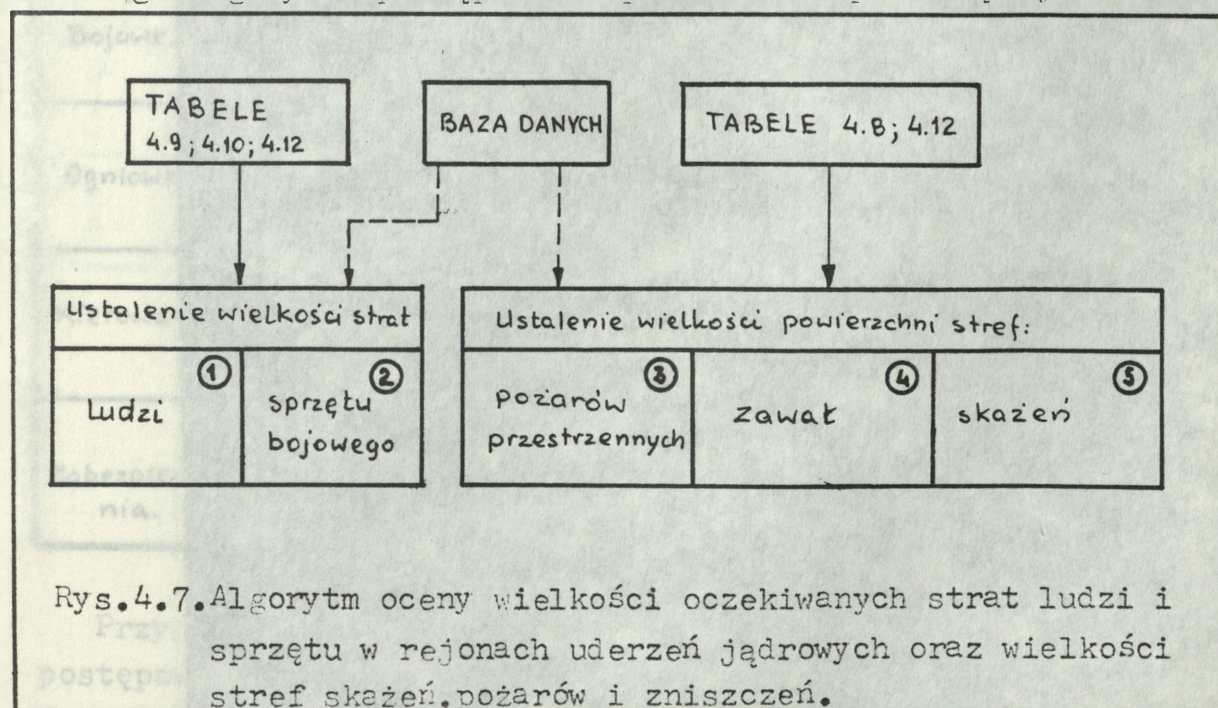 TABELE
4.9; 4.10; 4.12
BAZA DANYCH
TABELE 4.8; 4.12
Ustalenie wielkości strat
Ustalenie wielkości powierzchni stref:
1
2
3
4
5
Ludzi
sprzętu
bojowego
pożarów
przestrzennych
zawał
skażeń
Rys.4.7.Algorytm oceny wielkości oczekiwanych strat ludzi i
sprzętu w rejonach uderzeń jądrowych oraz wielkości
stref skażeń,pożarów i zniszczeń.
nia.
Przy